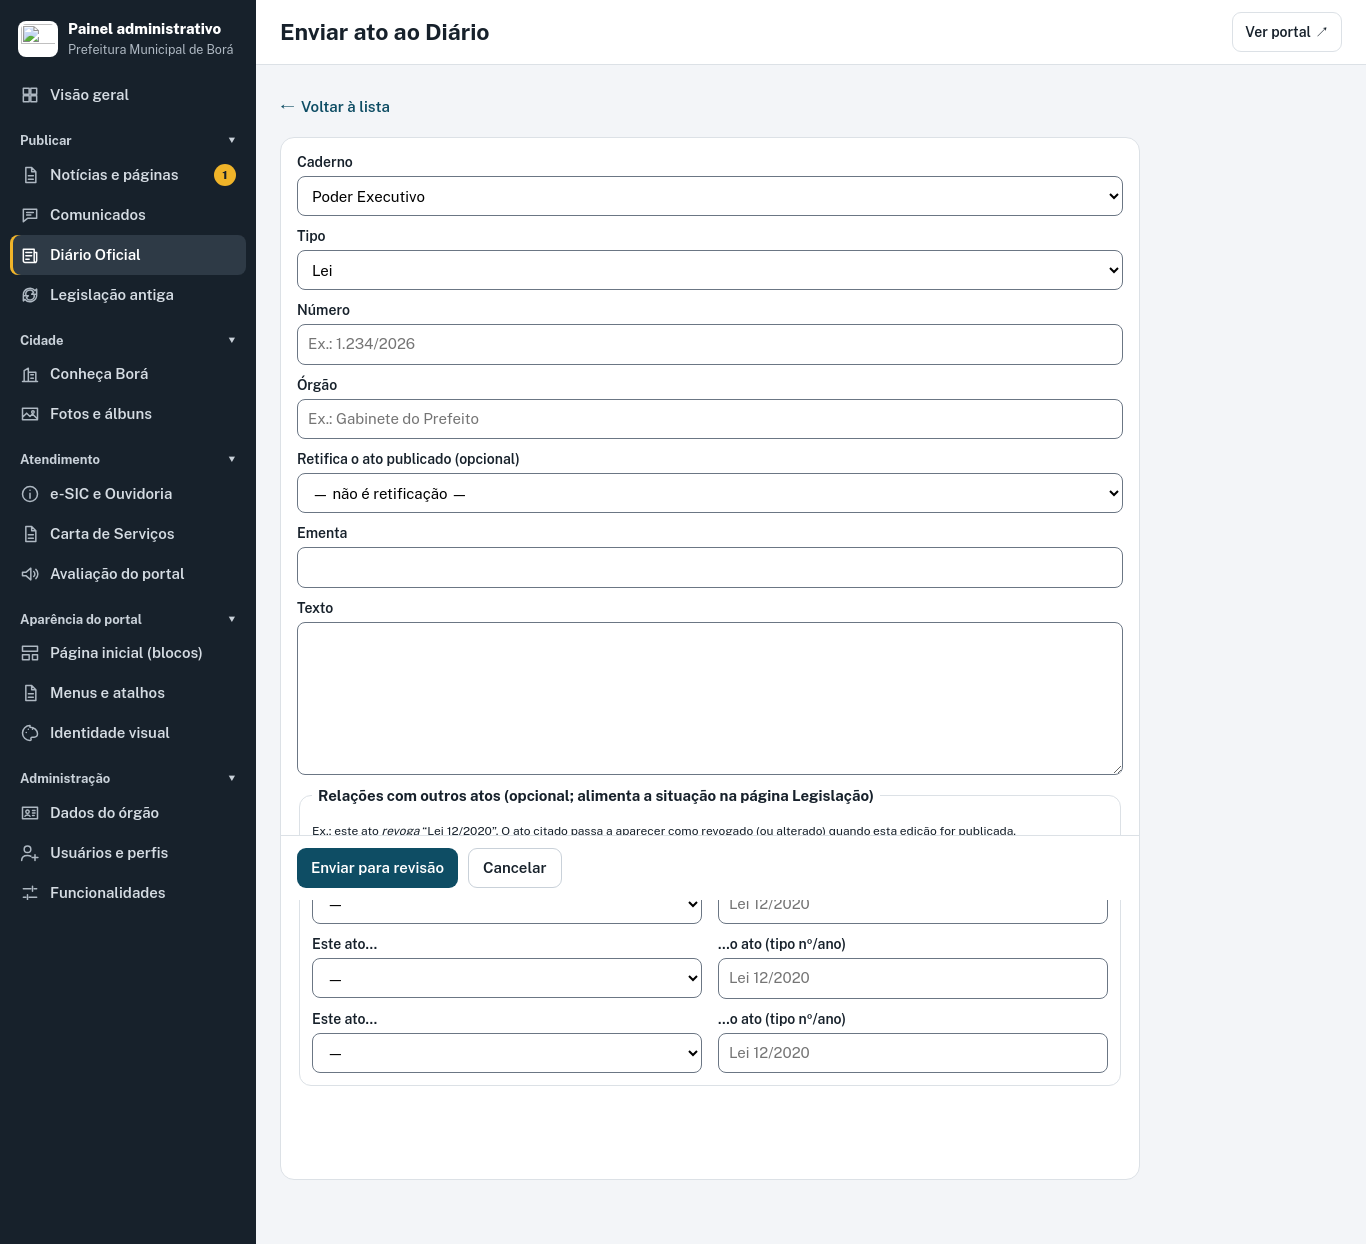 Painel administrativo
Prefeitura Municipal de Borá
Visão geral
Publicar
Notícias e páginas
1
Comunicados
Diário Oficial
Legislação antiga
Cidade
Conheça Borá
Fotos e álbuns
Atendimento
e-SIC e Ouvidoria
Carta de Serviços
Avaliação do portal
Aparência do portal
Página inicial (blocos)
Menus e atalhos
Identidade visual
Administração
Dados do órgão
Usuários e perfis
Funcionalidades
Enviar ato ao Diário
Ver portal ↗
← Voltar à lista
Caderno
Poder Executivo
Tipo
Lei
Número
Ex.: 1.234/2026
Órgão
Ex.: Gabinete do Prefeito
Retifica o ato publicado (opcional)
— não é retificação —
Ementa
Texto
Relações com outros atos (opcional; alimenta a situação na página Legislação)
Ex.: este ato revoga “Lei 12/2020”. O ato citado passa a aparecer como revogado (ou alterado) quando esta edição for publicada.
Enviar para revisão
Cancelar
—
Lei 12/2020
Este ato...
...o ato (tipo nº/ano)
—
Lei 12/2020
Este ato...
...o ato (tipo nº/ano)
—
Lei 12/2020